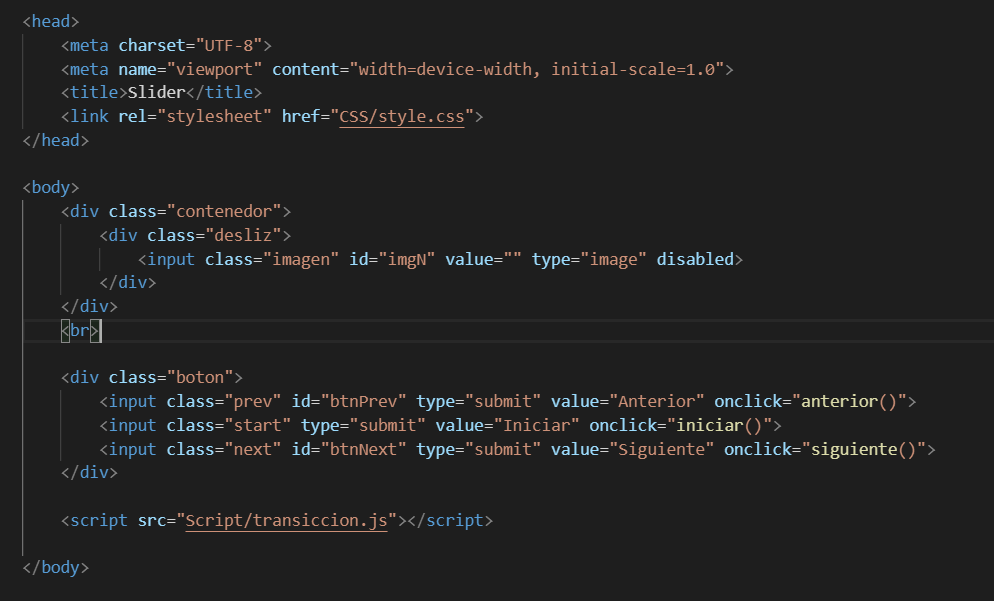 <head>
<meta charset="UTF-8">
<meta name="viewport" content="width=device-width, initial-scale=1.0">
<title>Slider</title>
<link rel="stylesheet" href="CSS/style.css">
</head>
<body>
<div class="contenedor">
<div class="desliz">
<input class="imagen" id="imgN" value="" type="image" disabled>
</div>
</div>
<br>
<div class="boton">
<input class="prev" id="btnPrev" type="submit" value="Anterior" onclick="anterior()">
<input class="start" type="submit" value="Iniciar" onclick="iniciar()">
<input class="next" id="btnNext" type="submit" value="Siguiente" onclick="siguiente()">
</div>
<script src="Script/transiccion.js"></script>
</body>